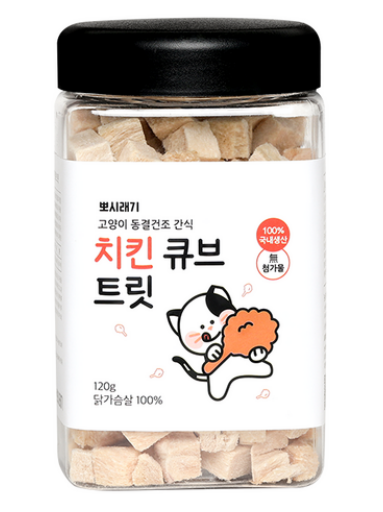 뽀시래기
고양이 동결건조 간식
치킨 큐브
트릿
100%
국내생산
無
첨가물
120g
닭가슴살 100%